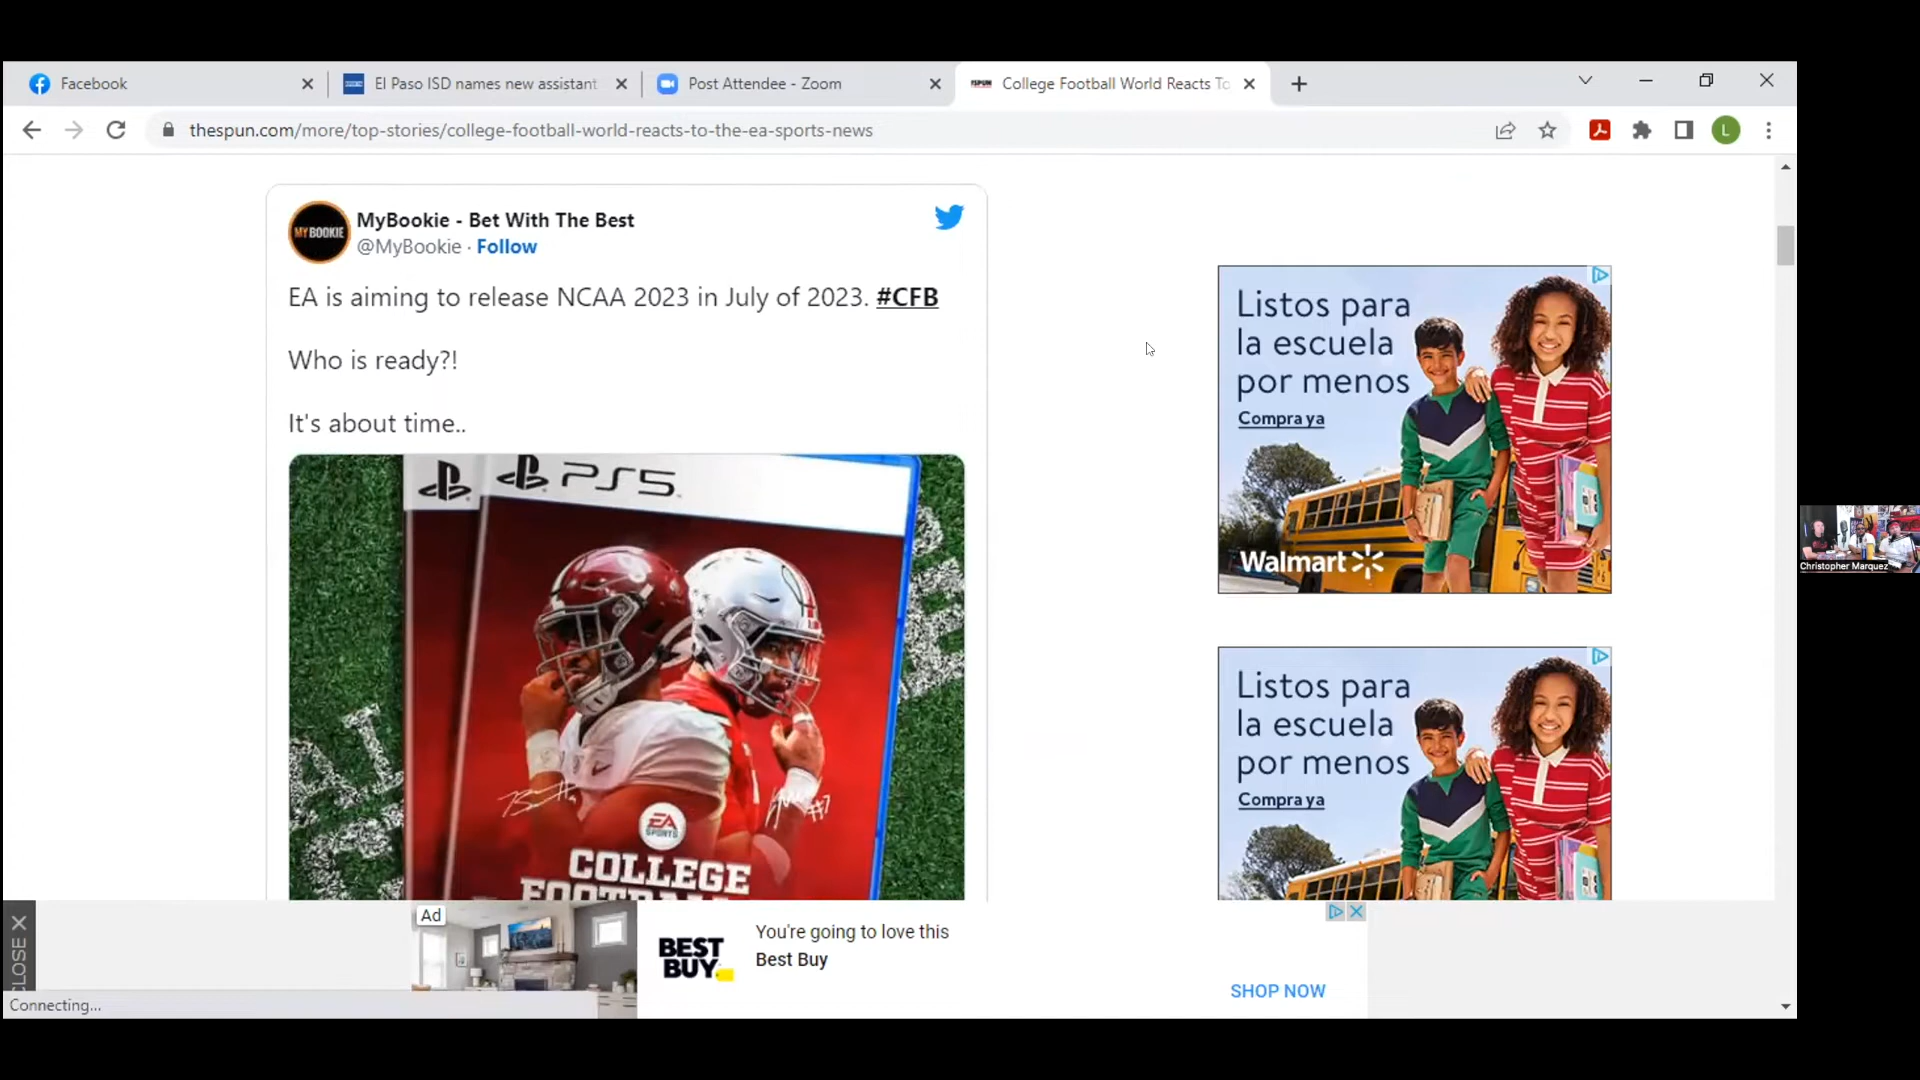 Facebook
El Paso ISD names new assistant
Post Attendee - Zoom
College Football World Reacts To
thespun.com/more/top-stories/college-football-world-reacts-to-the-ea-sports-news
L
MY BOOKIE
MyBookie - Bet With The Best
@MyBookie · Follow
EA is aiming to release NCAA 2023 in July of 2023. #CFB
Who is ready?!
It's about time..
PS5
EA
SPORTS
COLLEGE
FOOTBALL
Listos para
la escuela
por menos
Compra ya
Walmart
Listos para
la escuela
por menos
Compra ya
Christopher Marquez
CLOSE
Ad
BEST
BUY
You're going to love this
Best Buy
SHOP NOW
Connecting...